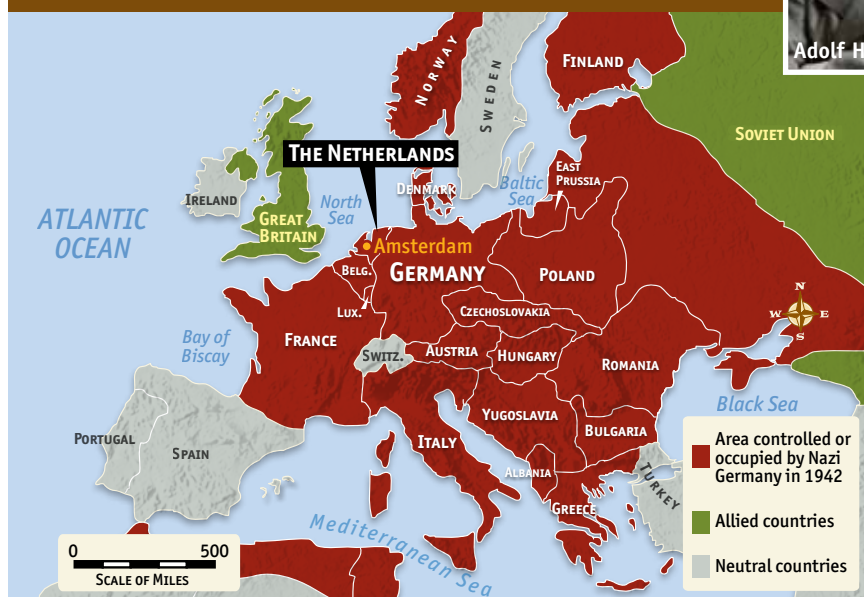 Adolf H
NORWAY
SWEDEN
FINLAND
SOVIET UNION
THE NETHERLANDS
IRELAND
GREAT
BRITAIN
North
Sea
DENMARK
Baltic
Sea
EAST
PRUSSIA
ATLANTIC
OCEAN
Amsterdam
BELG.
GERMANY
POLAND
LUX.
CZECHOSLOVAKIA
N
W
E
S
Bay of
Biscay
FRANCE
SWITZ.
AUSTRIA
HUNGARY
ROMANIA
Black Sea
PORTUGAL
SPAIN
ITALY
YUGOSLAVIA
BULGARIA
ALBANIA
GREECE
TURKEY
Mediterranean Sea
Area controlled or
occupied by Nazi
Germany in 1942
Allied countries
Neutral countries
0 500
SCALE OF MILES